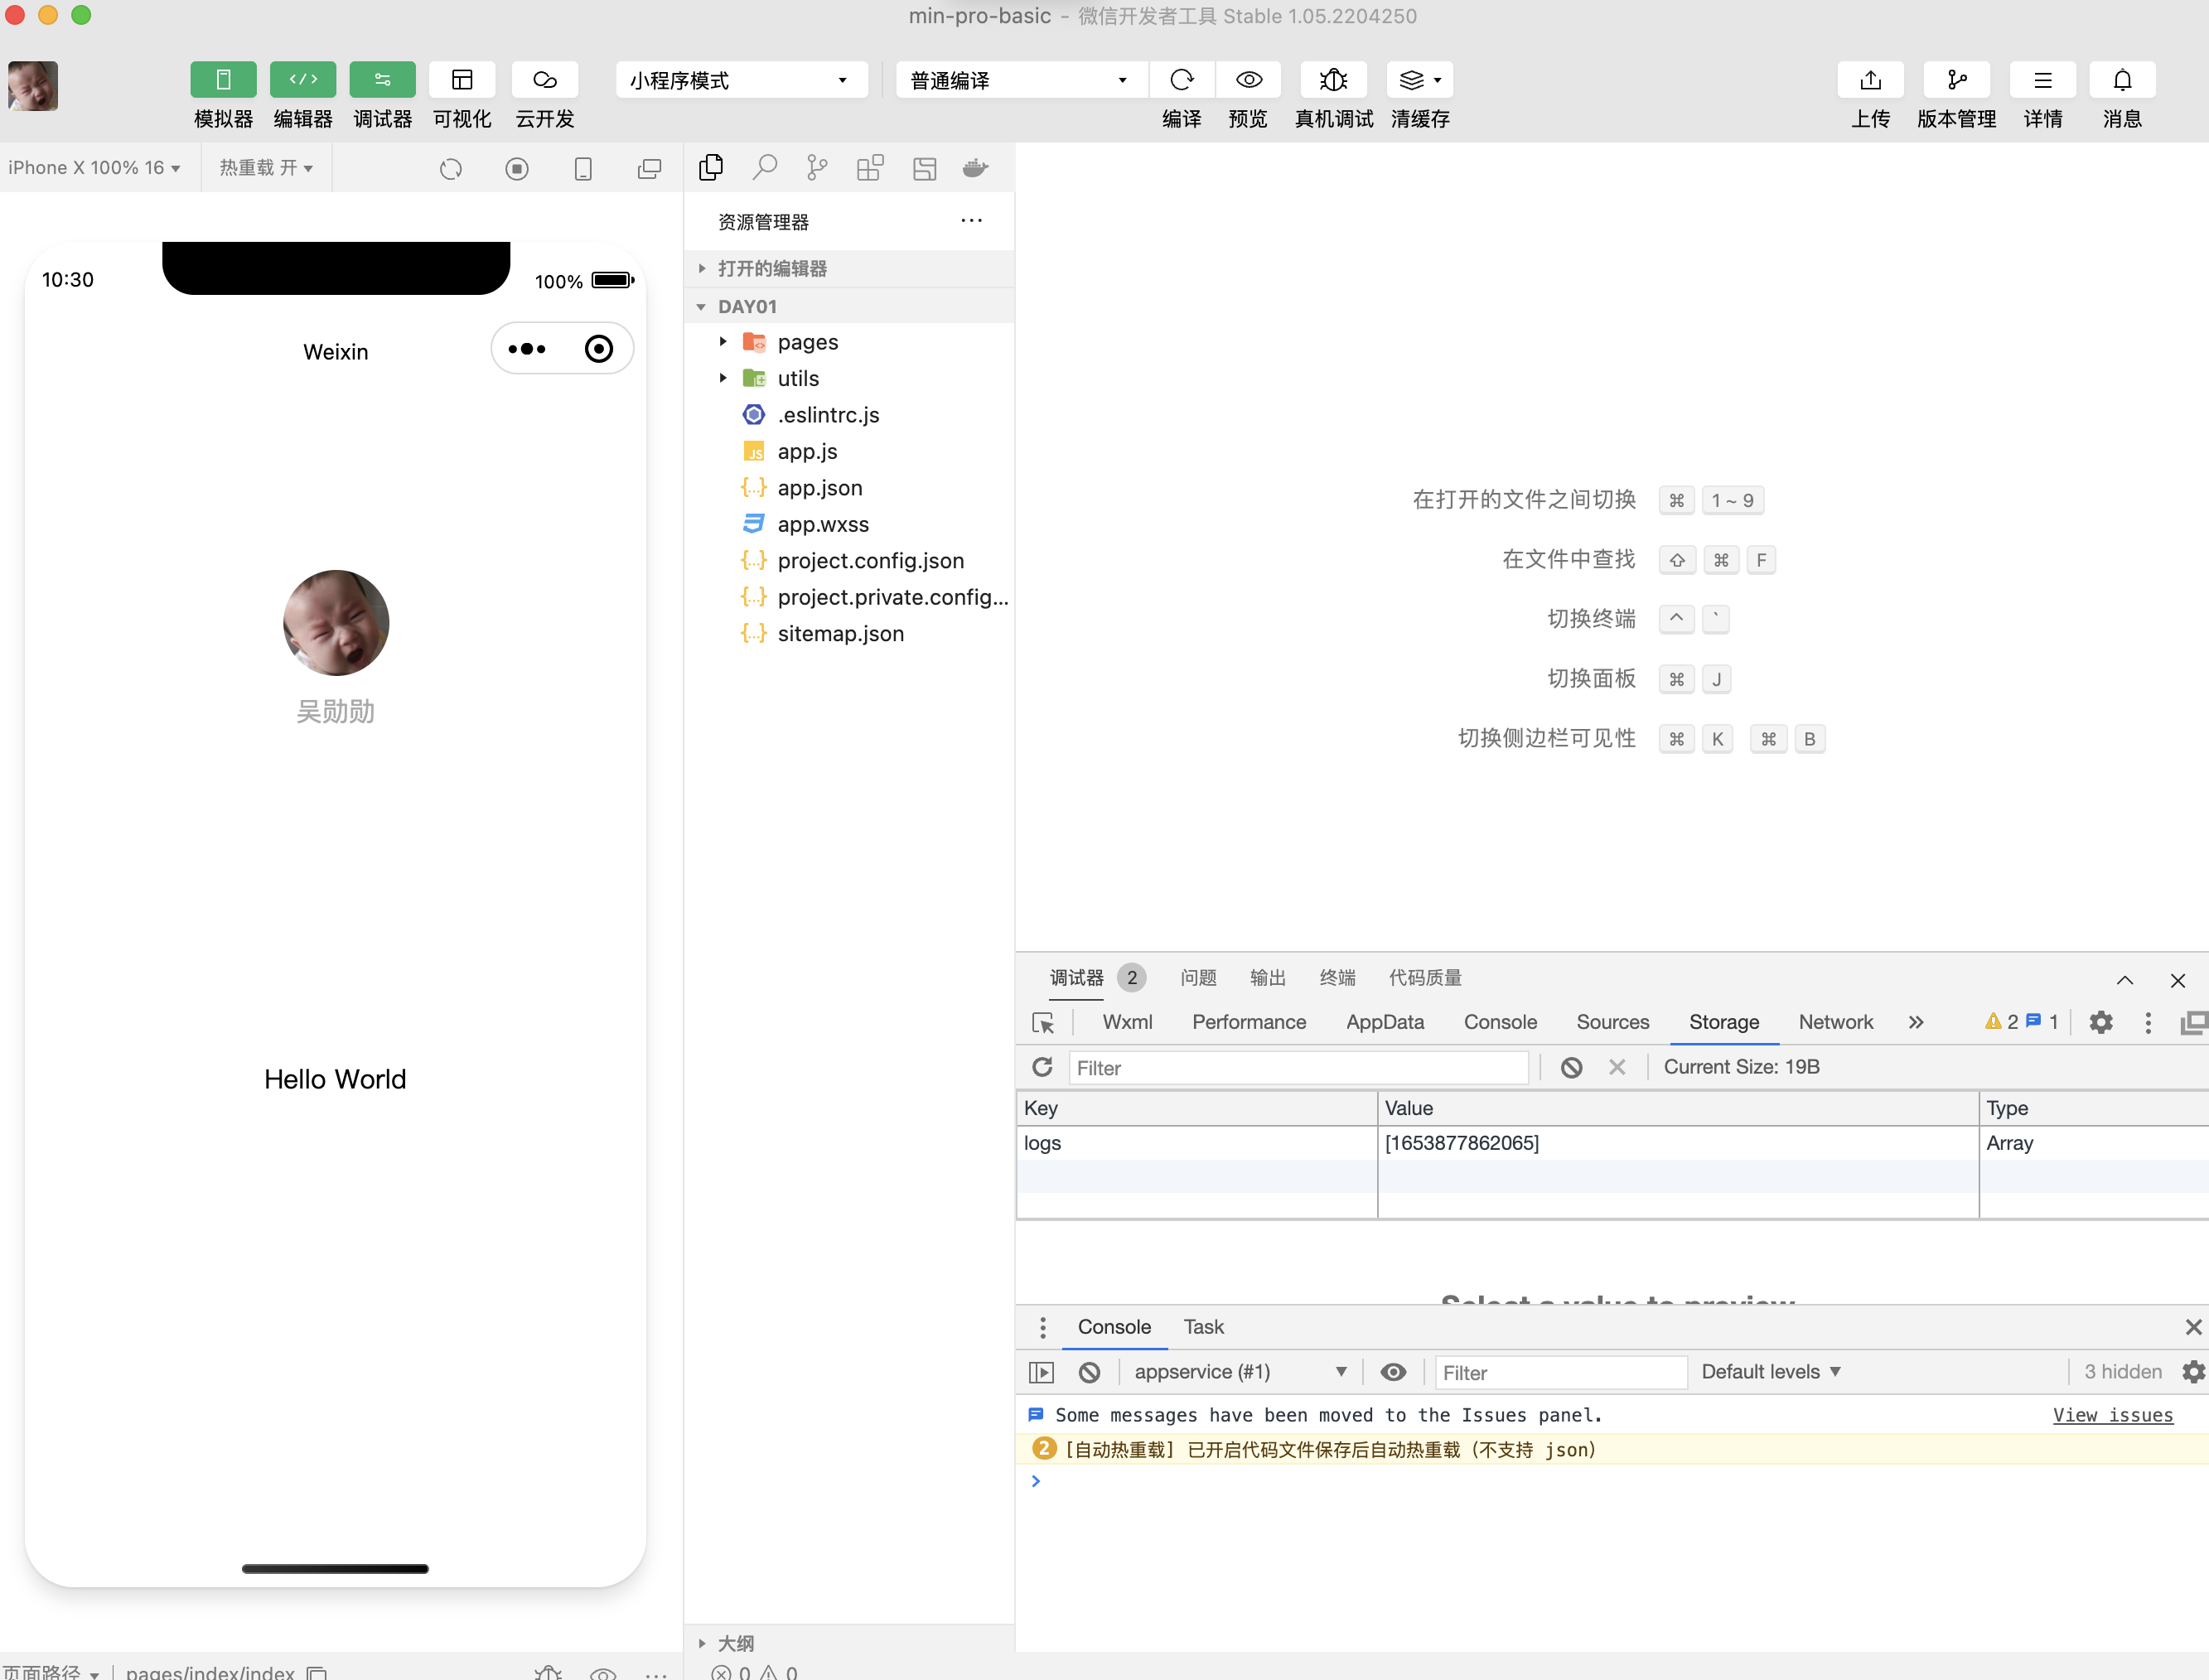 min-pro-basic - 微信开发者工具 Stable 1.05.2204250
模拟器 编辑器 调试器 可视化 云开发
小程序模式
普通编译
编译 预览 真机调试 清缓存
上传 版本管理 详情 消息
iPhone X 100% 16
热重载 开
10:30
100%
Weixin
吴勋勋
Hello World
页面路径
pages/index/index
资源管理器
打开的编辑器
DAY01
pages
utils
.eslintrc.js
JS app.js
{...} app.json
app.wxss
{...} project.config.json
{...} project.private.config...
{...} sitemap.json
大纲
0 0
在打开的文件之间切换 ⌘ 1 ~ 9
在文件中查找 ⇧ ⌘ F
切换终端 ^ `
切换面板 ⌘ J
切换侧边栏可见性 ⌘ K ⌘ B
调试器 2 问题 输出 终端 代码质量
Wxml Performance AppData Console Sources Storage Network » 2 1
Filter
Current Size: 19B
Key Value Type
logs [1653877862065] Array
Select a value to preview
Console Task
appservice (#1) Filter Default levels 3 hidden
Some messages have been moved to the Issues panel. View issues
2 [自动热重载] 已开启代码文件保存后自动热重载（不支持 json）